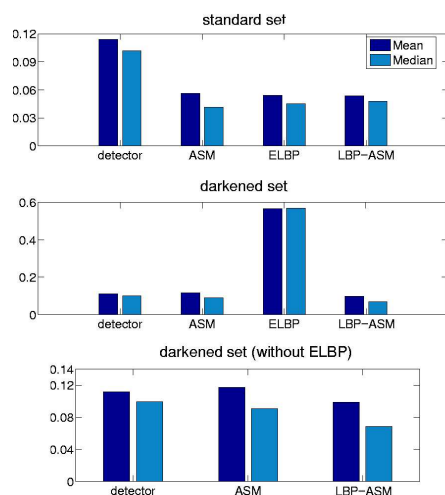 standard set
0.12
0.09
0.06
0.03
0
Mean
Median
detector ASM ELBP LBP-ASM
darkened set
0.6
0.4
0.2
0
detector ASM ELBP LBP-ASM
darkened set (without ELBP)
0.14
0.12
0.08
0.04
0
detector ASM LBP-ASM